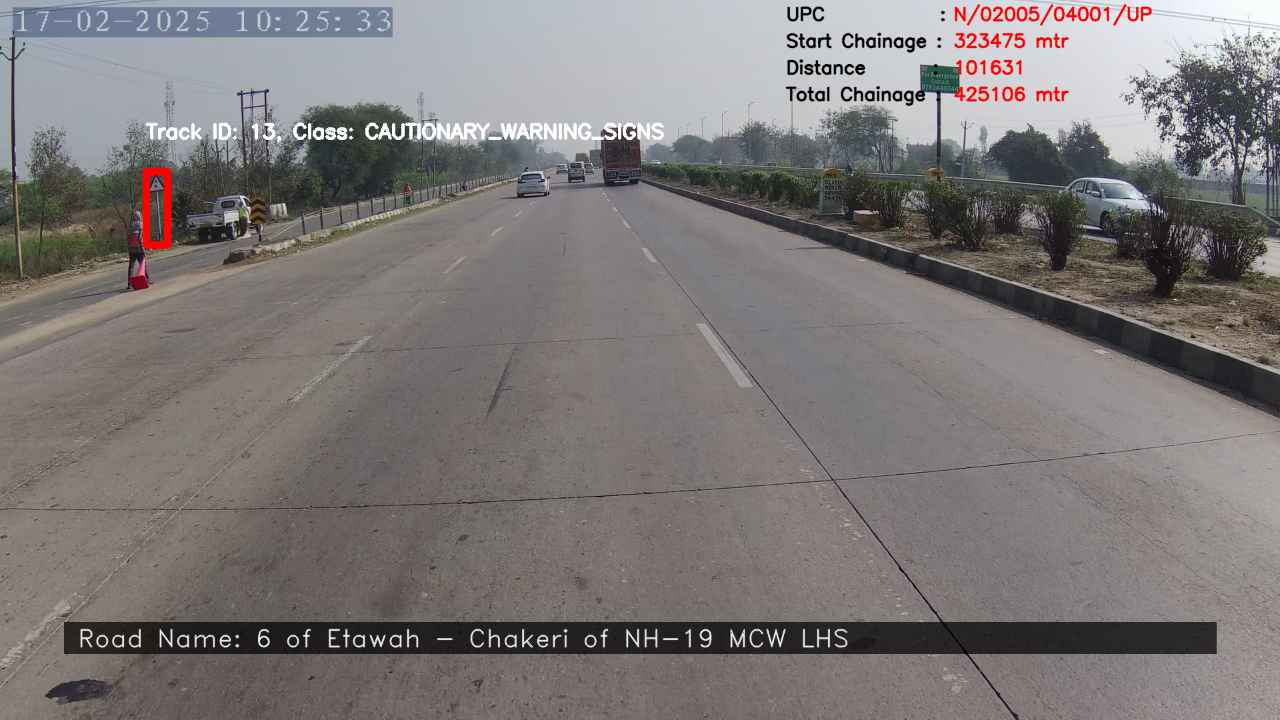 17-02-2025 10:25:33
UPC : N/02005/04001/UP
Start Chainage : 323475 mtr
Distance : 101631
Total Chainage : 425106 mtr
Track ID: 13, Class: CAUTIONARY_WARNING_SIGNS
Road Name: 6 of Etawah - Chakeri of NH-19 MCW LHS